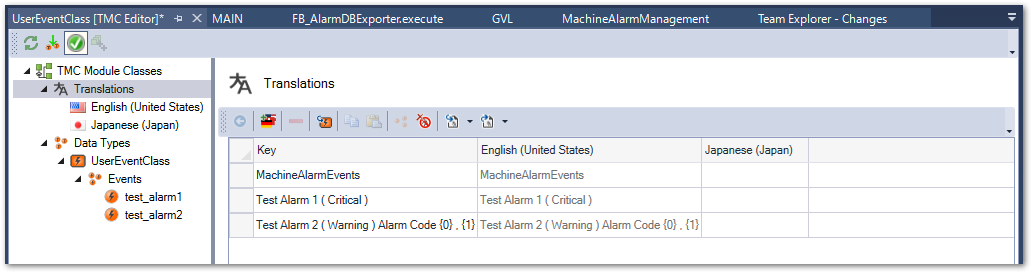 UserEventClass [TMC Editor]* MAIN FB_AlarmDBExporter.execute GVL MachineAlarmManagement Team Explorer - Changes
TMC Module Classes
Translations
English (United States)
Japanese (Japan)
Data Types
UserEventClass
Events
test_alarm1
test_alarm2
Translations
Key English (United States) Japanese (Japan)
MachineAlarmEvents MachineAlarmEvents
Test Alarm 1 ( Critical ) Test Alarm 1 ( Critical )
Test Alarm 2 ( Warning ) Alarm Code {0} , {1} Test Alarm 2 ( Warning ) Alarm Code {0} , {1}